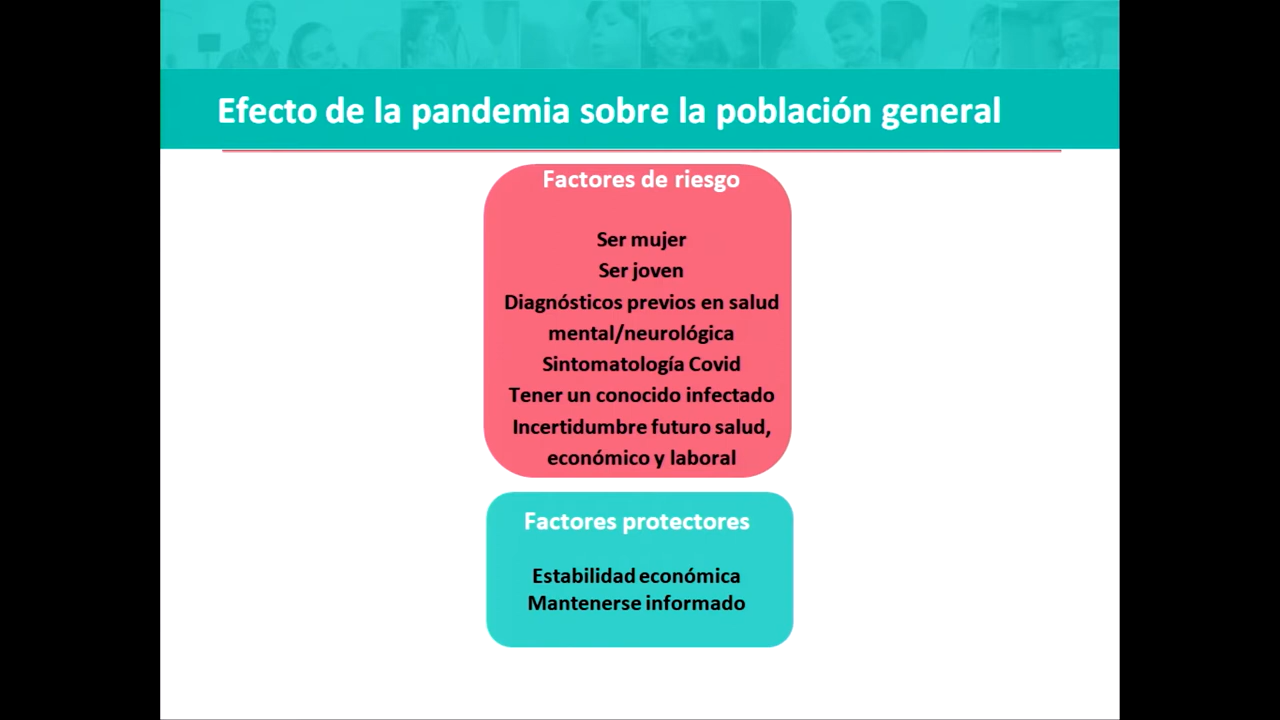 Efecto de la pandemia sobre la población general
Factores de riesgo
Ser mujer
Ser joven
Diagnósticos previos en salud
mental/neurológica
Sintomatología Covid
Tener un conocido infectado
Incertidumbre futuro salud,
económico y laboral
Factores protectores
Estabilidad económica
Mantenerse informado